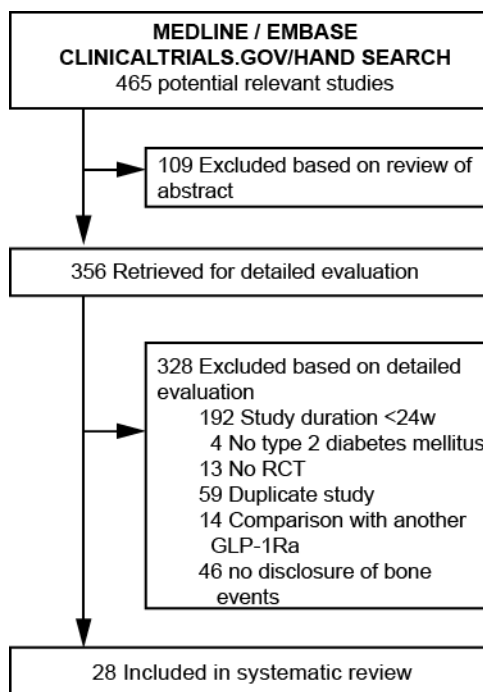 MEDLINE / EMBASE
CLINICALTRIALS.GOV/HAND SEARCH
465 potential relevant studies
109 Excluded based on review of
abstract
356 Retrieved for detailed evaluation
328 Excluded based on detailed
evaluation
192 Study duration <24w
4 No type 2 diabetes mellitus
13 No RCT
59 Duplicate study
14 Comparison with another
GLP-1Ra
46 no disclosure of bone
events
28 Included in systematic review